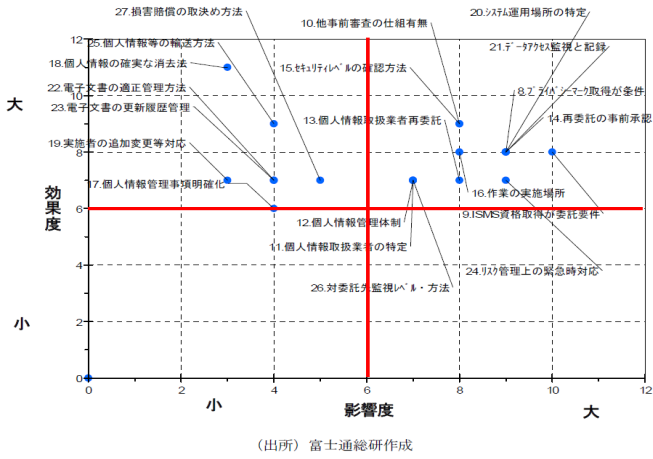 27.損害賠償の取決め方法
10.他事前審査の仕組有無
20.システム運用場所の特定
25.個人情報等の輸送方法
21.データアクセス監視と記録
18.個人情報の確実な消去法
15.セキュリティレベルの確認方法
22.電子文書の適正管理方法
8.プライバシーマーク取得が条件
23.電子文書の更新履歴管理
13.個人情報取扱業者再委託
14.再委託の事前承認
19.実施者の追加変更等対応
17.個人情報管理事項明確化
16.作業の実施場所
12.個人情報管理体制
9.ISMS資格取得が委託要件
11.個人情報取扱業者の特定
24.リスク管理上の緊急時対応
26.対委託先監視レベル・方法
大
効果度
小
12
10
8
6
4
2
0
0
2
4
6
8
10
12
小
影響度
大
（出所）富士通総研作成